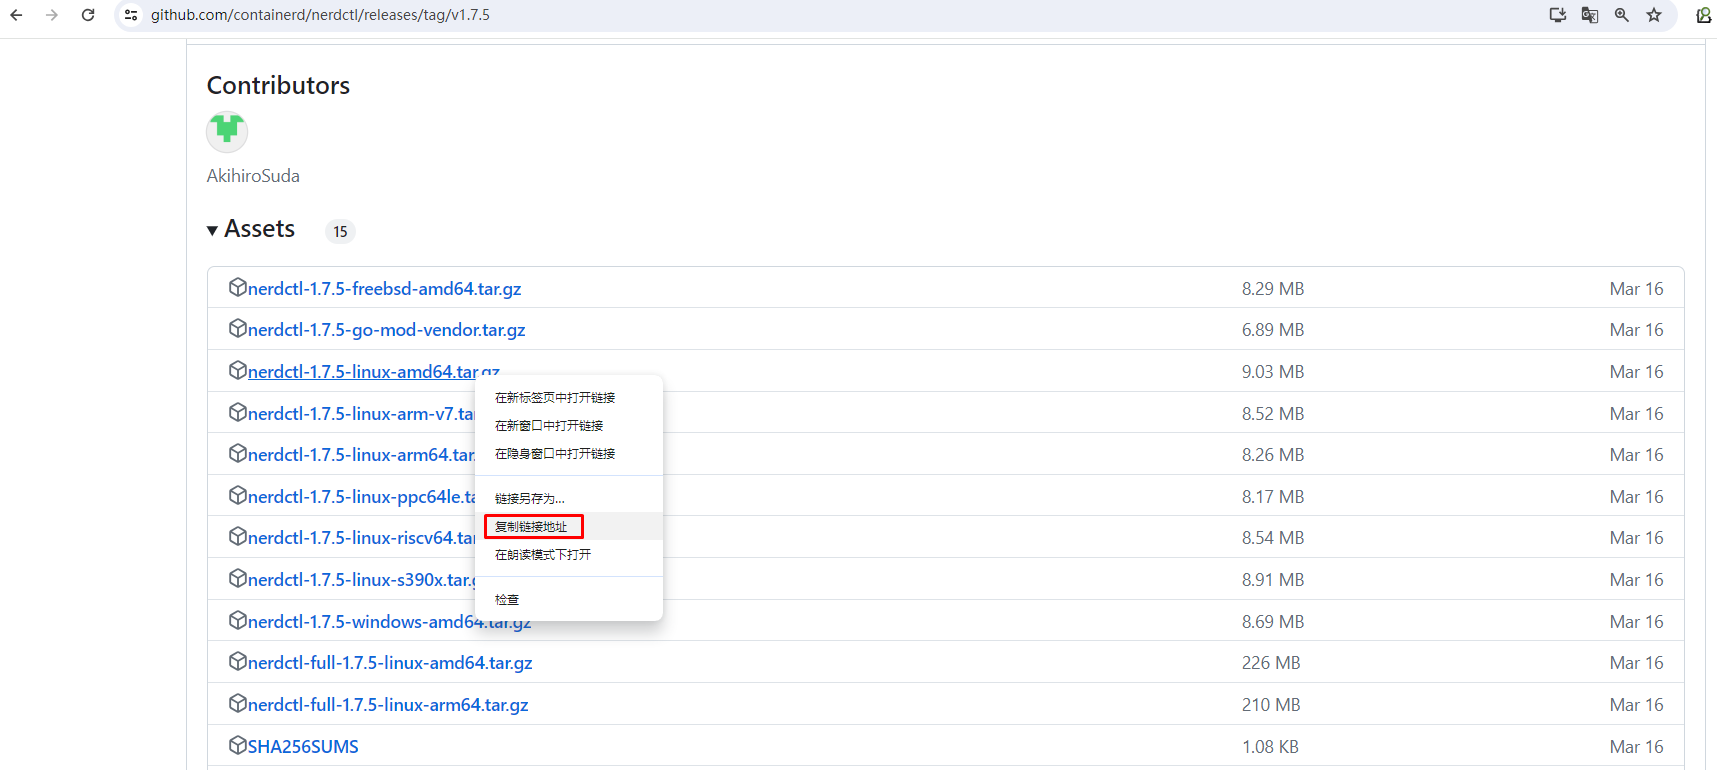 github.com/containerd/nerdctl/releases/tag/v1.7.5
Contributors
AkihiroSuda
Assets 15
nerdctl-1.7.5-freebsd-amd64.tar.gz 8.29 MB Mar 16
nerdctl-1.7.5-go-mod-vendor.tar.gz 6.89 MB Mar 16
nerdctl-1.7.5-linux-amd64.tar.gz 9.03 MB Mar 16
nerdctl-1.7.5-linux-arm-v7.tar 8.52 MB Mar 16
nerdctl-1.7.5-linux-arm64.tar. 8.26 MB Mar 16
nerdctl-1.7.5-linux-ppc64le.ta 8.17 MB Mar 16
nerdctl-1.7.5-linux-riscv64.tar 8.54 MB Mar 16
nerdctl-1.7.5-linux-s390x.tar.g 8.91 MB Mar 16
nerdctl-1.7.5-windows-amd64.tar.gz 8.69 MB Mar 16
nerdctl-full-1.7.5-linux-amd64.tar.gz 226 MB Mar 16
nerdctl-full-1.7.5-linux-arm64.tar.gz 210 MB Mar 16
SHA256SUMS 1.08 KB Mar 16
在新标签页中打开链接
在新窗口中打开链接
在隐身窗口中打开链接
链接另存为...
复制链接地址
在朗读模式下打开
检查